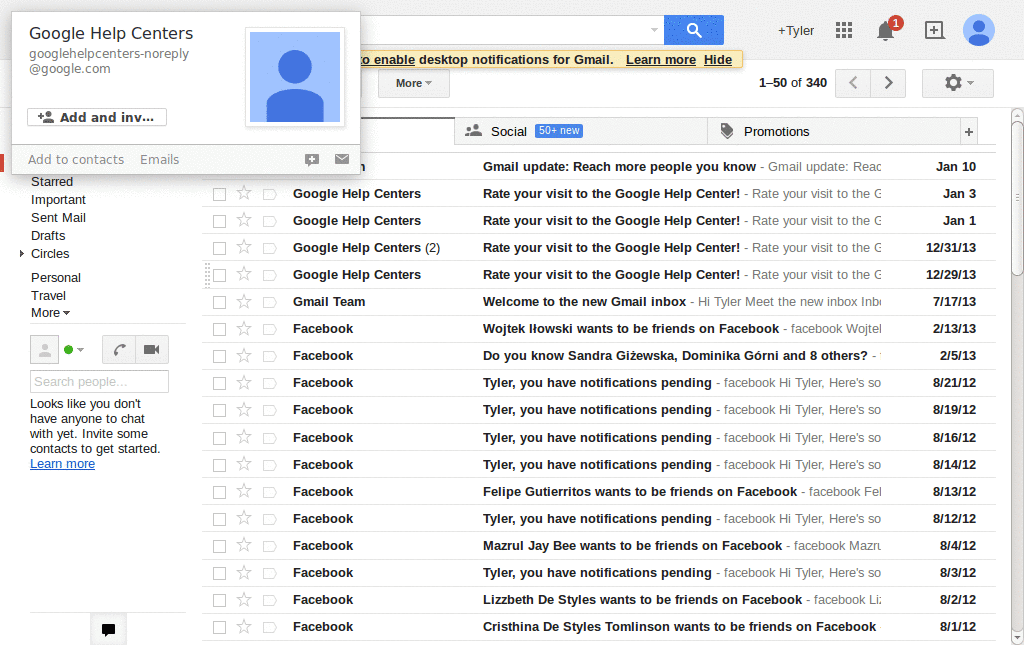 Google Help Centers
googlehelpcenters-noreply
@google.com
Add and inv...
Add to contacts Emails
+Tyler 1
to enable desktop notifications for Gmail. Learn more Hide
More 1–50 of 340
Social 50+ new Promotions +
Gmail update: Reach more people you know - Gmail update: Reac Jan 10
Google Help Centers Rate your visit to the Google Help Center! - Rate your visit to the G Jan 3
Google Help Centers Rate your visit to the Google Help Center! - Rate your visit to the G Jan 1
Google Help Centers (2) Rate your visit to the Google Help Center! - Rate your visit to the G 12/31/13
Google Help Centers Rate your visit to the Google Help Center! - Rate your visit to the G 12/29/13
Gmail Team Welcome to the new Gmail inbox - Hi Tyler Meet the new inbox Inbo 7/17/13
Facebook Wojtek Iłowski wants to be friends on Facebook - facebook Wojtel 2/13/13
Facebook Do you know Sandra Giżewska, Dominika Górni and 8 others? - 2/5/13
Facebook Tyler, you have notifications pending - facebook Hi Tyler, Here's so 8/21/12
Facebook Tyler, you have notifications pending - facebook Hi Tyler, Here's so 8/19/12
Facebook Tyler, you have notifications pending - facebook Hi Tyler, Here's so 8/16/12
Facebook Tyler, you have notifications pending - facebook Hi Tyler, Here's so 8/14/12
Facebook Felipe Gutierritos wants to be friends on Facebook - facebook Fel 8/13/12
Facebook Tyler, you have notifications pending - facebook Hi Tyler, Here's so 8/12/12
Facebook Mazrul Jay Bee wants to be friends on Facebook - facebook Mazru 8/4/12
Facebook Tyler, you have notifications pending - facebook Hi Tyler, Here's so 8/3/12
Facebook Lizzbeth De Styles wants to be friends on Facebook - facebook Liz 8/2/12
Facebook Cristhina De Styles Tomlinson wants to be friends on Facebook 8/1/12
Starred
Important
Sent Mail
Drafts
Circles
Personal
Travel
More
Search people...
Looks like you don't
have anyone to chat
with yet. Invite some
contacts to get started.
Learn more